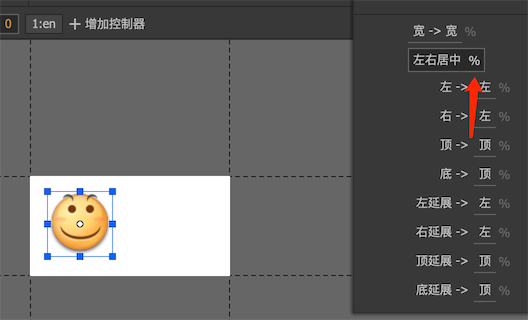 0 1:en 增加控制器
宽 -> 宽 %
左右居中 %
左 -> 左 %
右 -> 左 %
顶 -> 顶 %
底 -> 顶 %
左延展 -> 左 %
右延展 -> 左 %
顶延展 -> 顶 %
底延展 -> 顶 %